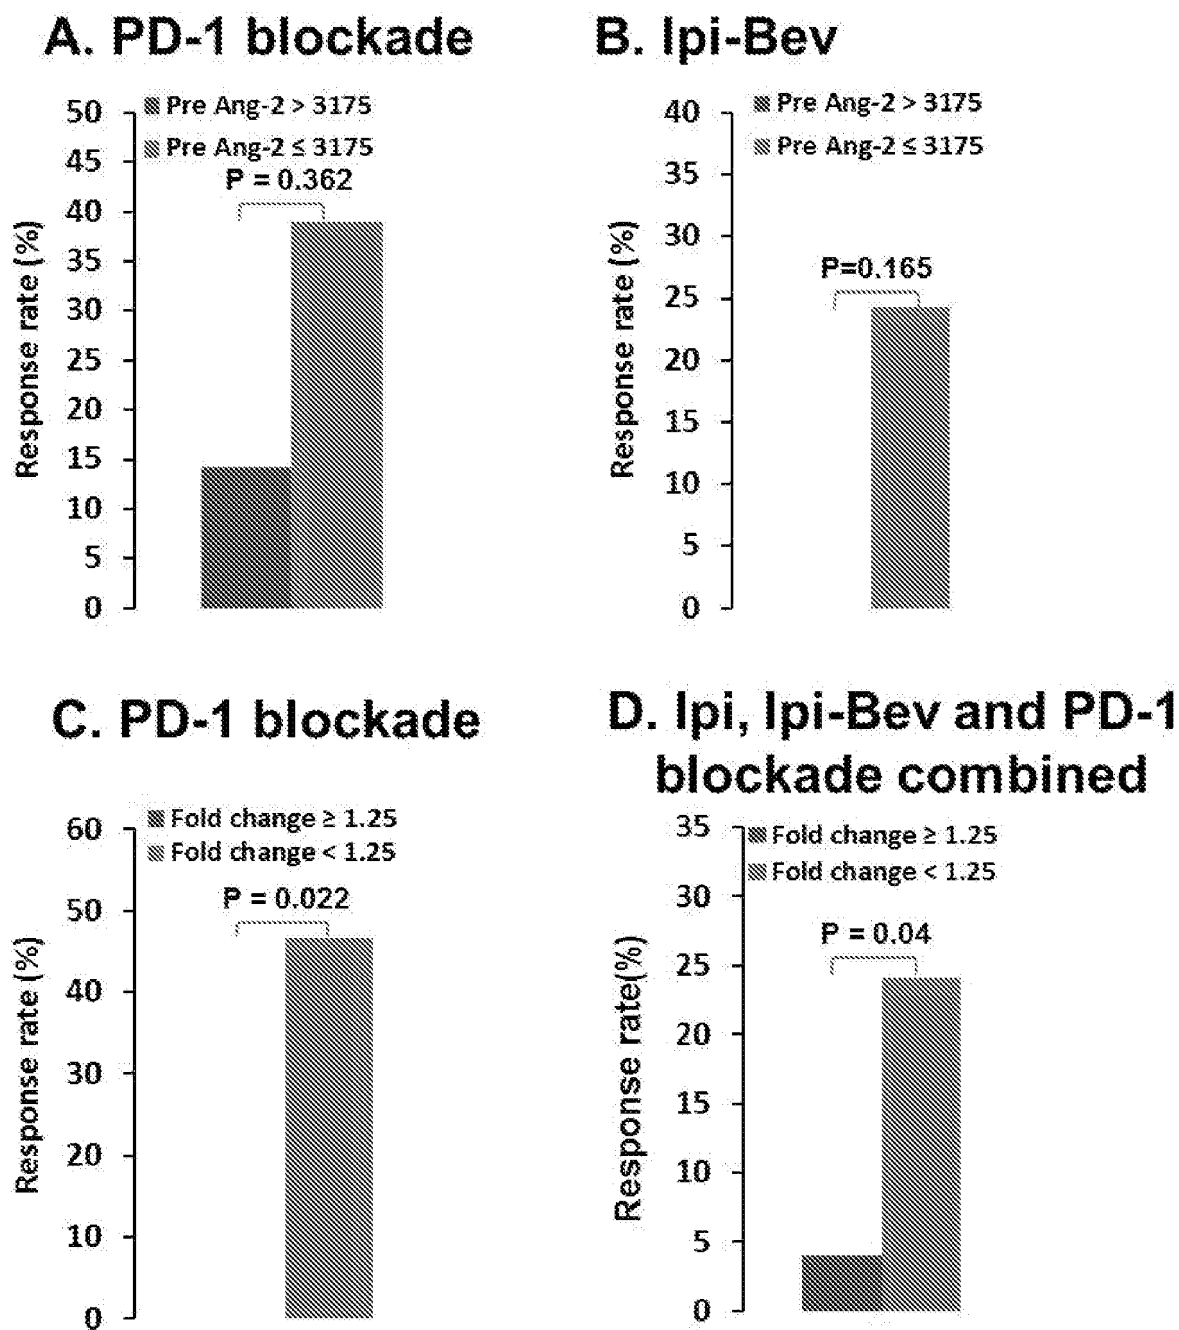 A. PD-1 blockade
Pre Ang-2 > 3175
Pre Ang-2 ≤ 3175
P = 0.362
50
45
40
35
30
25
20
15
10
5
0
Response rate (%)
B. Ipi-Bev
Pre Ang-2 > 3175
Pre Ang-2 ≤ 3175
P=0.165
40
35
30
25
20
15
10
5
0
Response rate (%)
C. PD-1 blockade
Fold change ≥ 1.25
Fold change < 1.25
P = 0.022
60
50
40
30
20
10
0
Response rate (%)
D. Ipi, Ipi-Bev and PD-1
blockade combined
Fold change ≥ 1.25
Fold change < 1.25
P = 0.04
35
30
25
20
15
10
5
0
Response rate(%)